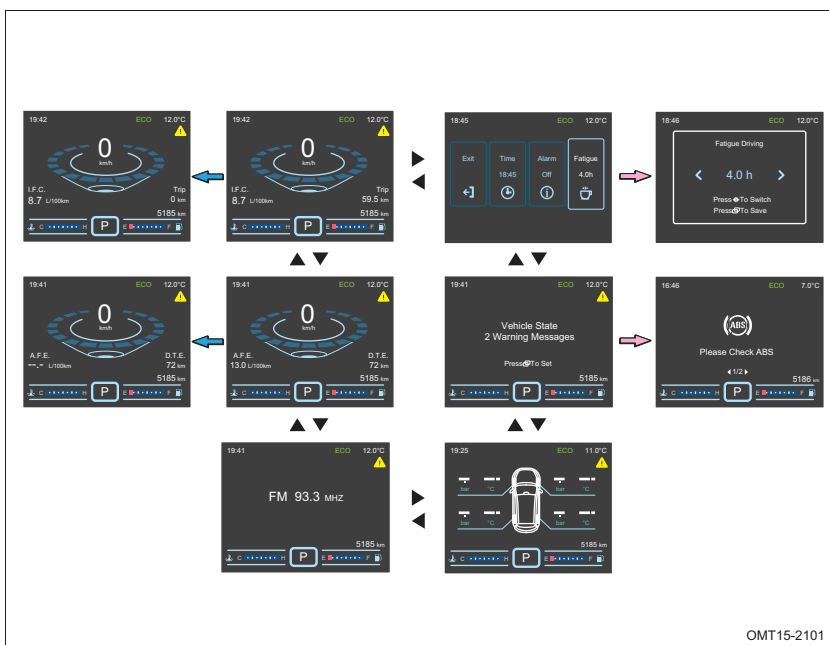 19:42 ECO 12.0°C
0
km/h
I.F.C. Trip
8.7 L/100km 0 km
5185 km
C H P E F
19:42 ECO 12.0°C
0
km/h
I.F.C. Trip
8.7 L/100km 59.5 km
5185 km
C H P E F
18:45 ECO 12.0°C
Exit Time Alarm Fatigue
18:45 Off 4.0h
18:46 ECO 12.0°C
Fatigue Driving
4.0 h
Press To Switch
Press To Save
19:41 ECO 12.0°C
0
km/h
A.F.E. D.T.E.
--.- L/100km 72 km
5185 km
C H P E F
19:41 ECO 12.0°C
0
km/h
A.F.E. D.T.E.
13.0 L/100km 72 km
5185 km
C H P E F
19:41 ECO 12.0°C
Vehicle State
2 Warning Messages
Press To Set
5185 km
C H P E F
16:46 ECO 7.0°C
ABS
Please Check ABS
1/2
5186 km
C H P E F
19:41 ECO 12.0°C
FM 93.3 MHZ
5185 km
C H P E F
19:25 ECO 11.0°C
bar °C bar °C
bar °C bar °C
5185 km
C H P E F
OMT15-2101